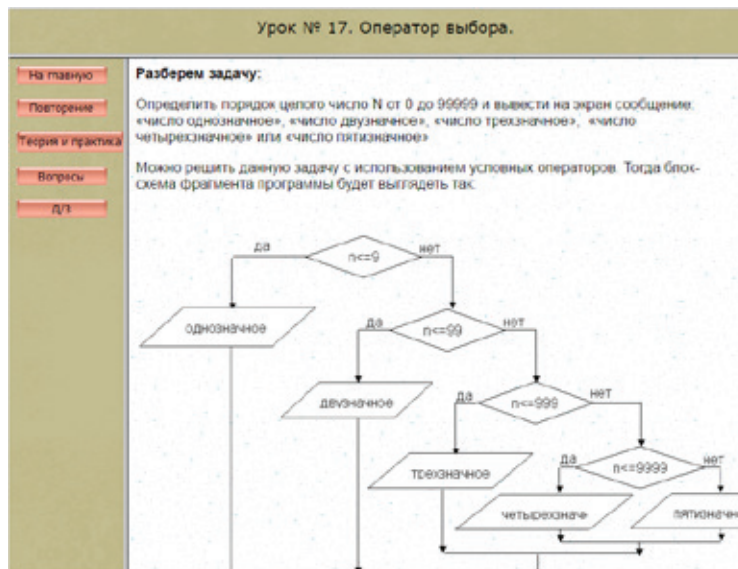 Урок № 17. Оператор выбора.
На главную
Повторение
Теория и практика
Вопросы
Д/З
Разберем задачу:
Определить порядок целого число N от 0 до 99999 и вывести на экран сообщение:
«число однозначное», «число двузначное», «число трехзначное», «число
четырехзначное» или «число пятизначное»
Можно решить данную задачу с использованием условных операторов. Тогда блок-
схема фрагмента программы будет выглядеть так:
да n<=9 нет
однозначное
да n<=99 нет
двузначное
да n<=999 нет
трехзначное
да n<=9999 нет
четырехзначн
пятизначн